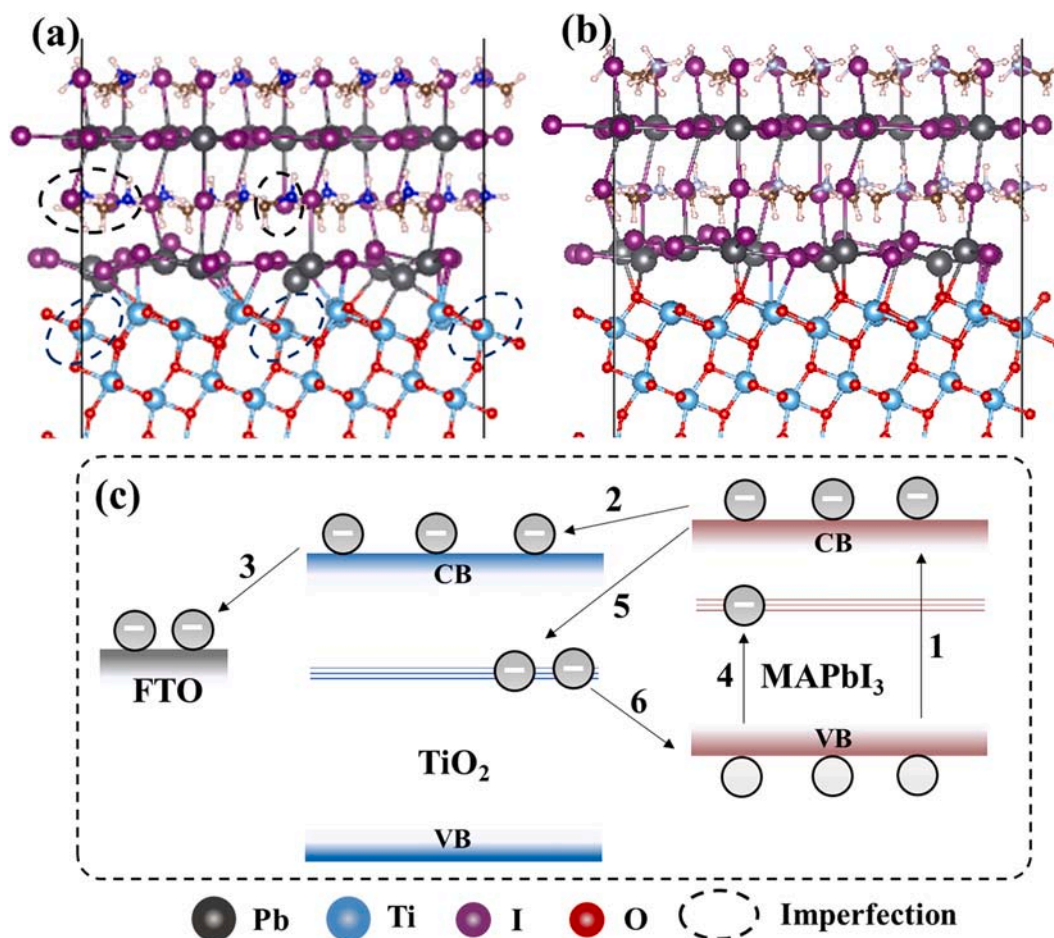 (a) (b)
(c)
2
CB CB
3
5
1
FTO
4 MAPbI3
6
VB
TiO2
VB
Pb Ti I O Imperfection